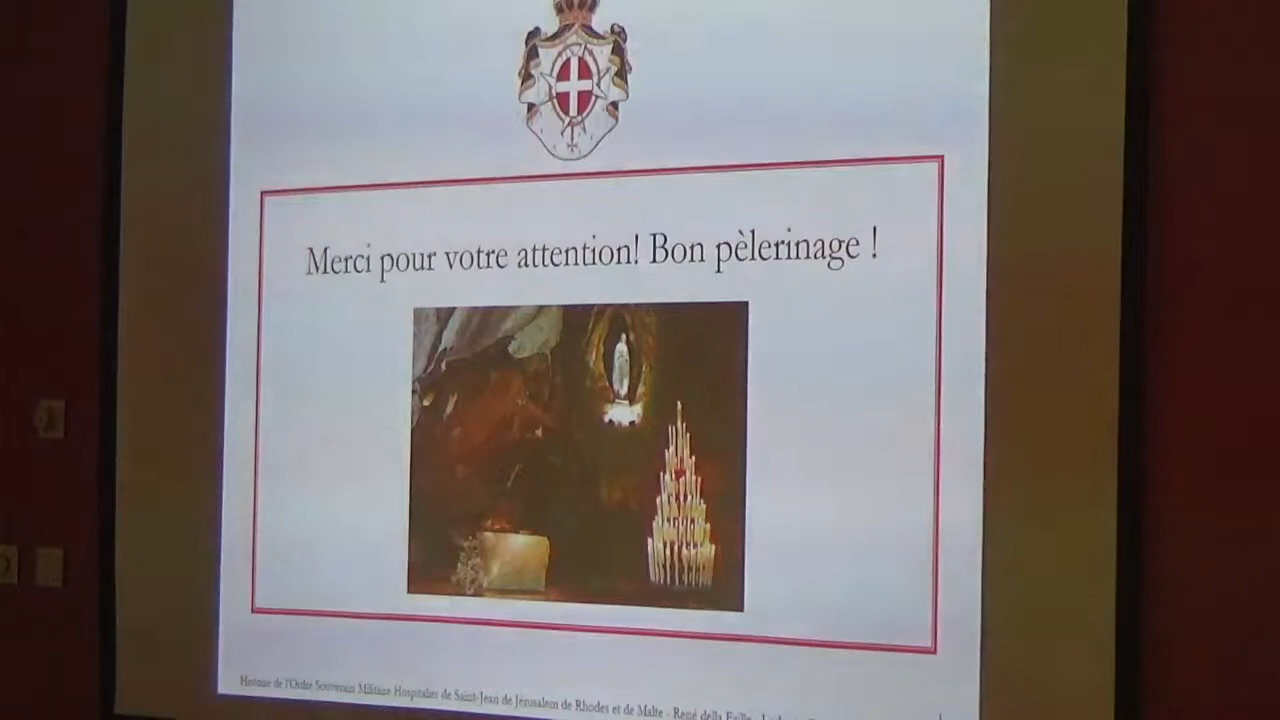 Merci pour votre attention! Bon pèlerinage !
Histoire de l'Ordre Souverain Militaire Hospitalier de Saint-Jean de Jérusalem de Rhodes et de Malte - René della Faille